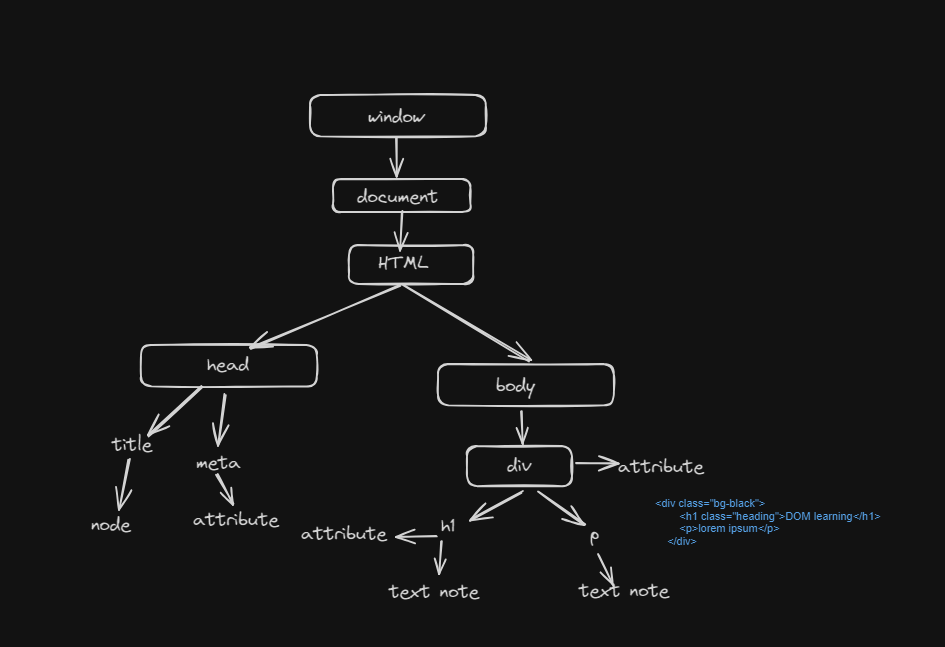 window
document
HTML
head
body
title
meta
div
attribute
node
attribute
attribute
h1
p
text note
text note
<div class="bg-black">
<h1 class="heading">DOM learning</h1>
<p>lorem ipsum</p>
</div>